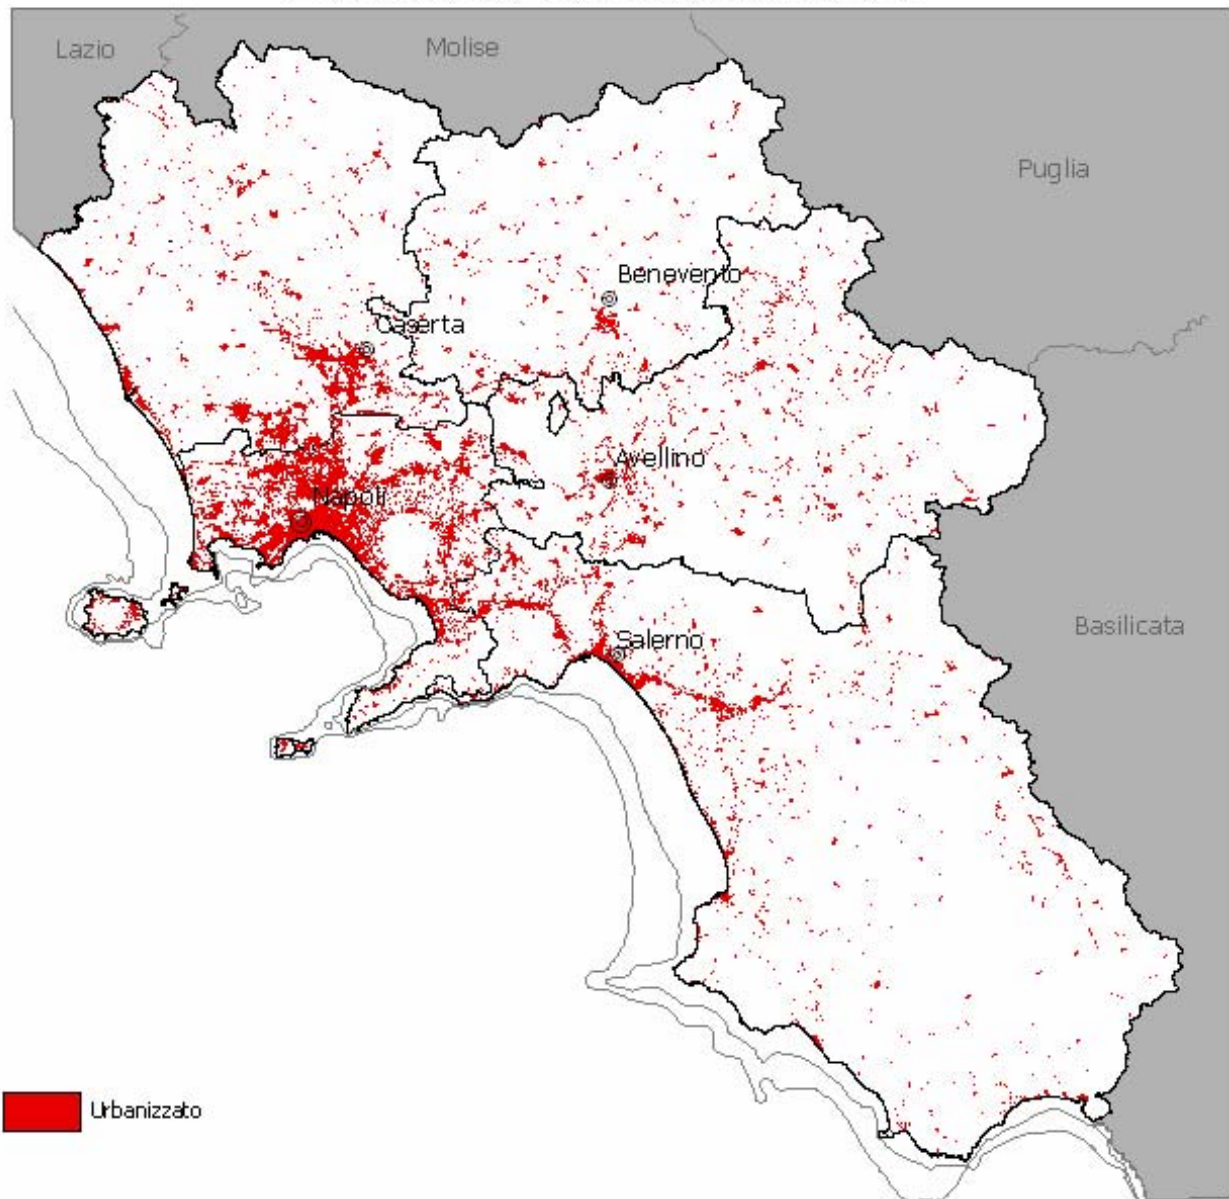 Lazio
Molise
Puglia
Benevento
Caserta
Avellino
Napoli
Salerno
Basilicata
Urbanizzato